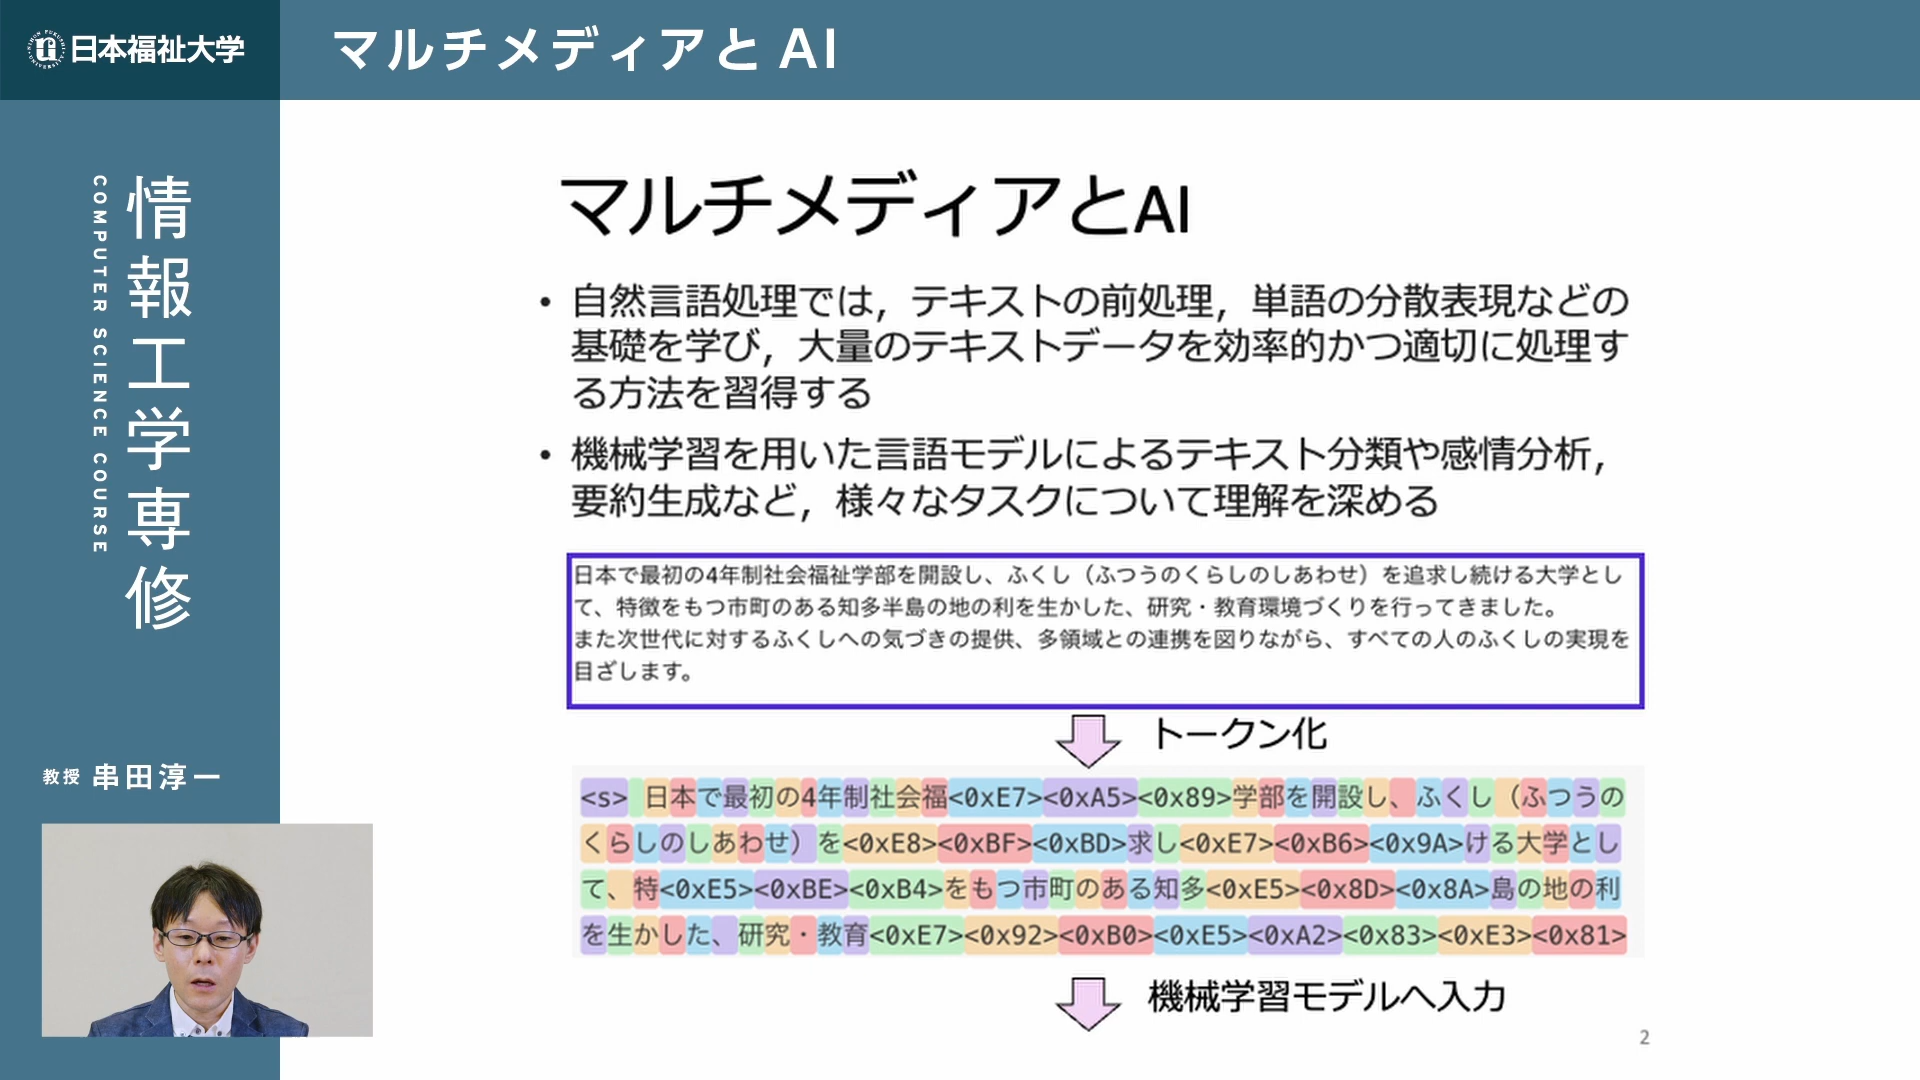 日本福祉大学
マルチメディアと AI
情報工学専修
COMPUTER SCIENCE COURSE
教授 串田淳一
マルチメディアとAI
• 自然言語処理では，テキストの前処理，単語の分散表現などの
基礎を学び，大量のテキストデータを効率的かつ適切に処理す
る方法を習得する
• 機械学習を用いた言語モデルによるテキスト分類や感情分析，
要約生成など，様々なタスクについて理解を深める
日本で最初の4年制社会福祉学部を開設し、ふくし（ふつうのくらしのしあわせ）を追求し続ける大学とし
て、特徴をもつ市町のある知多半島の地の利を生かした、研究・教育環境づくりを行ってきました。
また次世代に対するふくしへの気づきの提供、多領域との連携を図りながら、すべての人のふくしの実現を
目ざします。
トークン化
<s> 日本で最初の4年制社会福<0xE7><0xA5><0x89>学部を開設し、ふくし（ふつうの
くらしのしあわせ）を<0xE8><0xBF><0xBD>求し<0xE7><0xB6><0x9A>ける大学とし
て、特<0xE5><0xBE><0xB4>をもつ市町のある知多<0xE5><0x8D><0x8A>島の地の利
を生かした、研究・教育<0xE7><0x92><0xB0><0xE5><0xA2><0x83><0xE3><0x81>
機械学習モデルへ入力
2